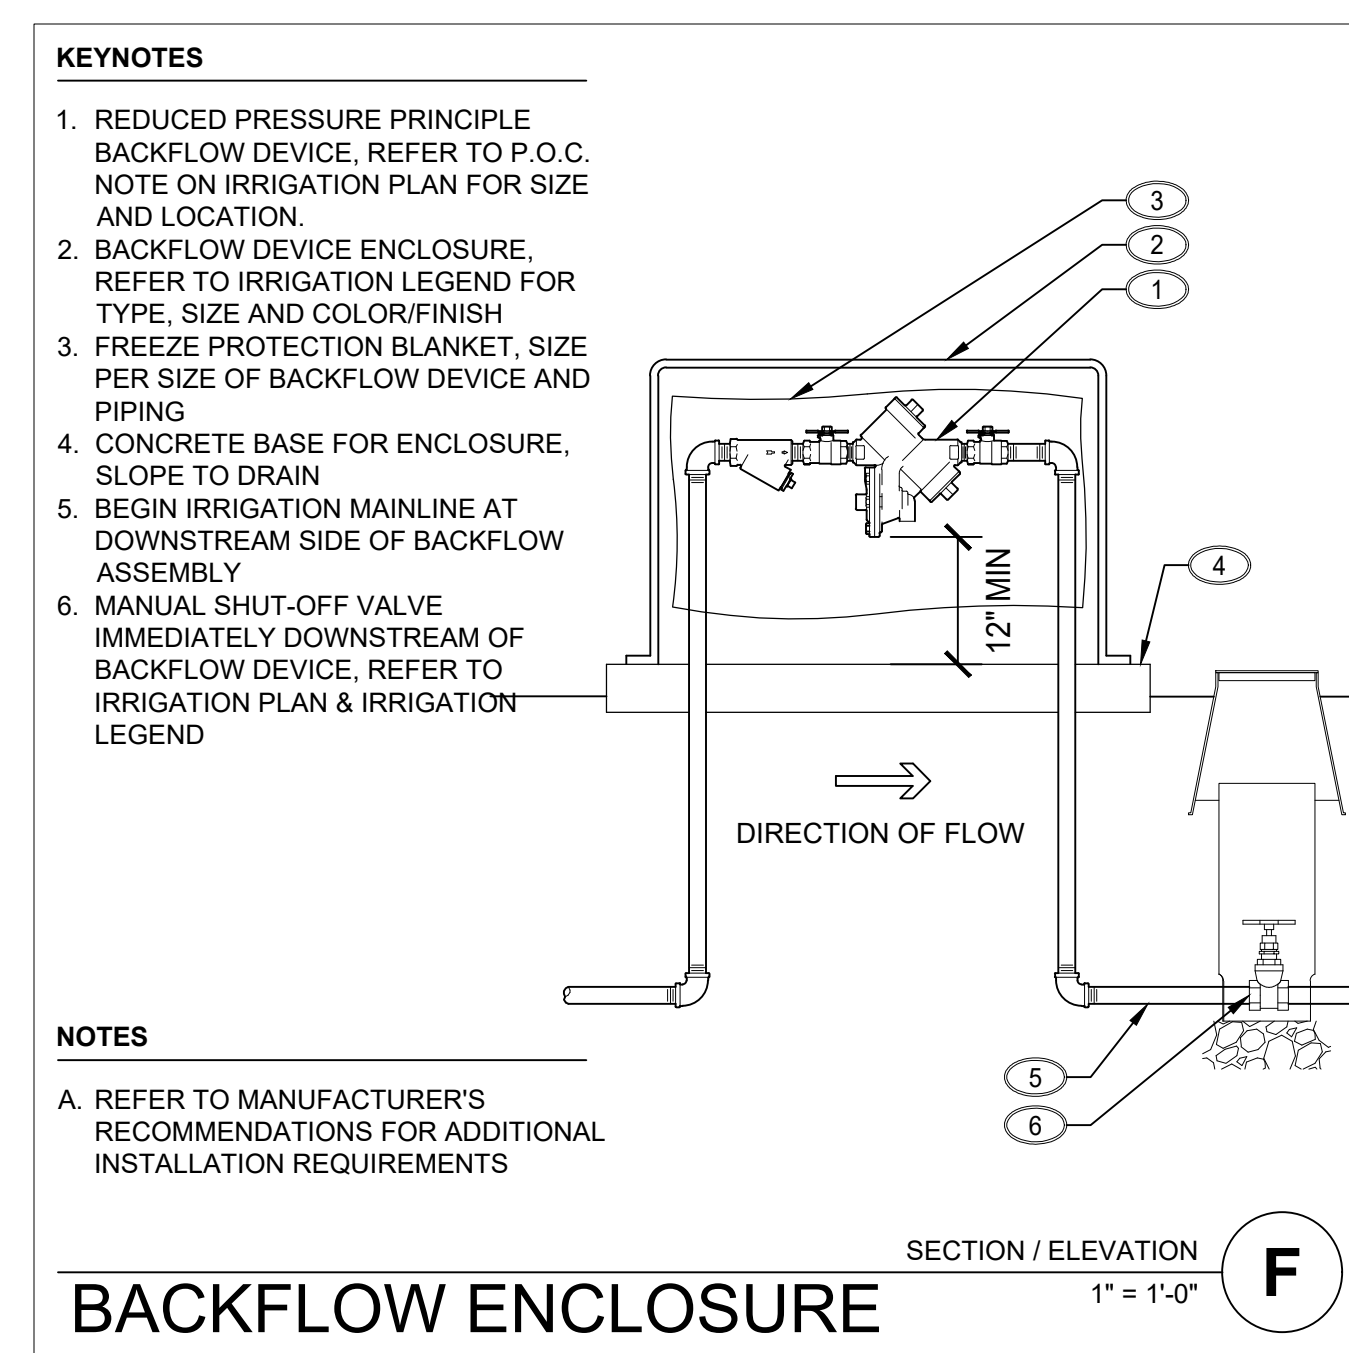 KEYNOTES
1. REDUCED PRESSURE PRINCIPLE
BACKFLOW DEVICE, REFER TO P.O.C.
NOTE ON IRRIGATION PLAN FOR SIZE
AND LOCATION.
2. BACKFLOW DEVICE ENCLOSURE,
REFER TO IRRIGATION LEGEND FOR
TYPE, SIZE AND COLOR/FINISH
3. FREEZE PROTECTION BLANKET, SIZE
PER SIZE OF BACKFLOW DEVICE AND
PIPING
4. CONCRETE BASE FOR ENCLOSURE,
SLOPE TO DRAIN
5. BEGIN IRRIGATION MAINLINE AT
DOWNSTREAM SIDE OF BACKFLOW
ASSEMBLY
6. MANUAL SHUT-OFF VALVE
IMMEDIATELY DOWNSTREAM OF
BACKFLOW DEVICE, REFER TO
IRRIGATION PLAN & IRRIGATION
LEGEND
3
2
1
12" MIN
4
DIRECTION OF FLOW
5
6
NOTES
A. REFER TO MANUFACTURER'S
RECOMMENDATIONS FOR ADDITIONAL
INSTALLATION REQUIREMENTS
SECTION / ELEVATION
1" = 1'-0"
F
BACKFLOW ENCLOSURE